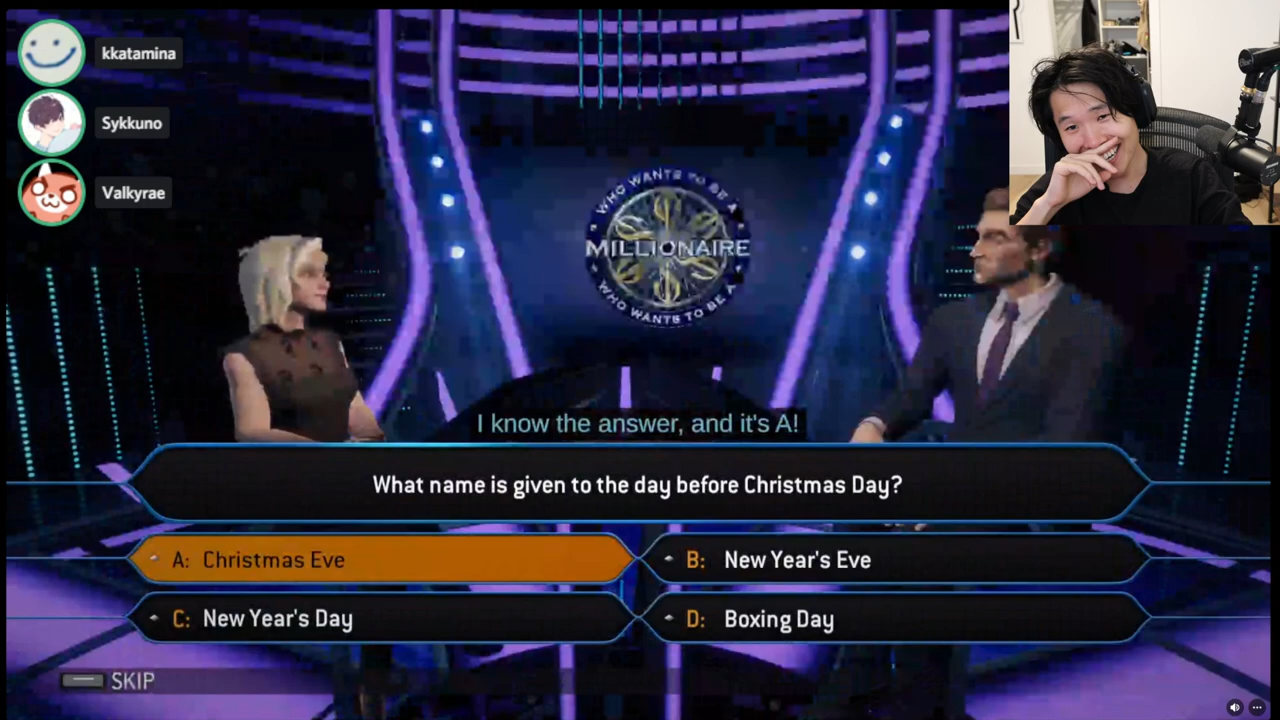 kkatamina
Sykkuno
Valkyrae
WHO WANTS TO BE A
MILLIONAIRE
WHO WANTS TO BE A
I know the answer, and it's A!
What name is given to the day before Christmas Day?
A: Christmas Eve
B: New Year's Eve
C: New Year's Day
D: Boxing Day
SKIP